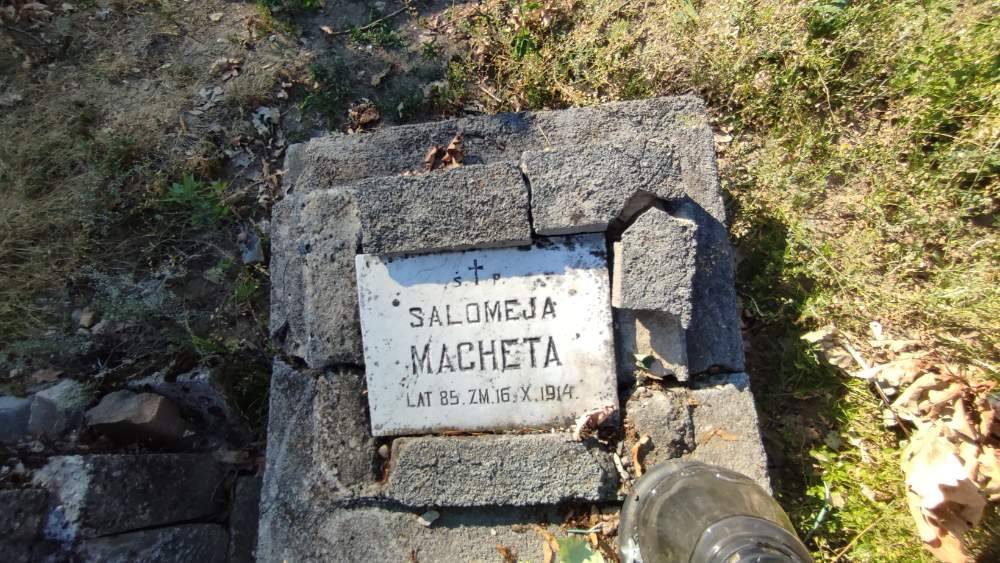 Ś † P.
SALOMEJA
MACHETA
LAT 85. ZM. 16. X. 1914.